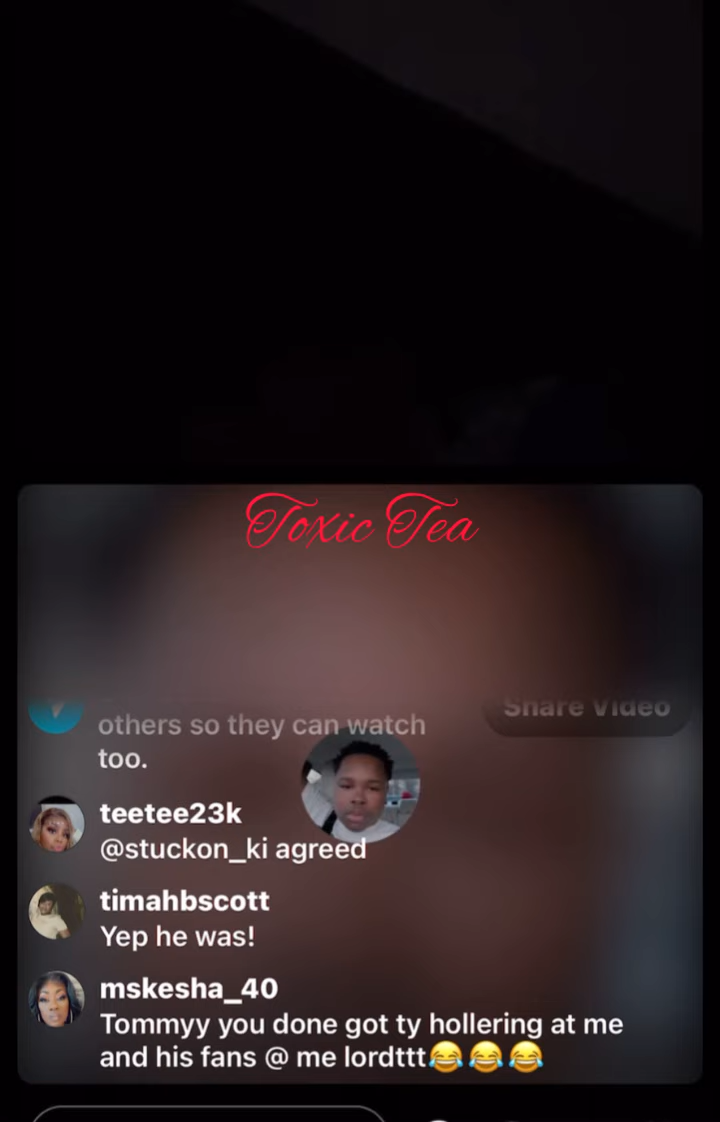 Toxic Tea
Share Video
others so they can watch
too.
teetee23k
@stuckon_ki agreed
timahbscott
Yep he was!
mskesha_40
Tommyy you done got ty hollering at me
and his fans @ me lordttt😂😂😂